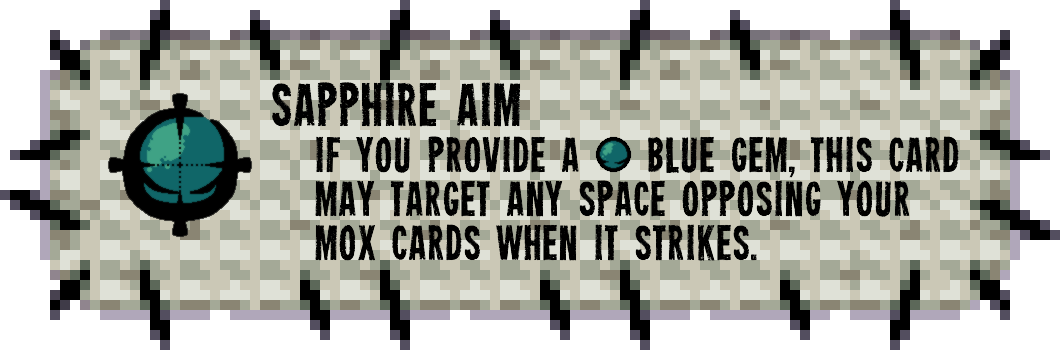 SAPPHIRE AIM
IF YOU PROVIDE A BLUE GEM, THIS CARD
MAY TARGET ANY SPACE OPPOSING YOUR
MOX CARDS WHEN IT STRIKES.